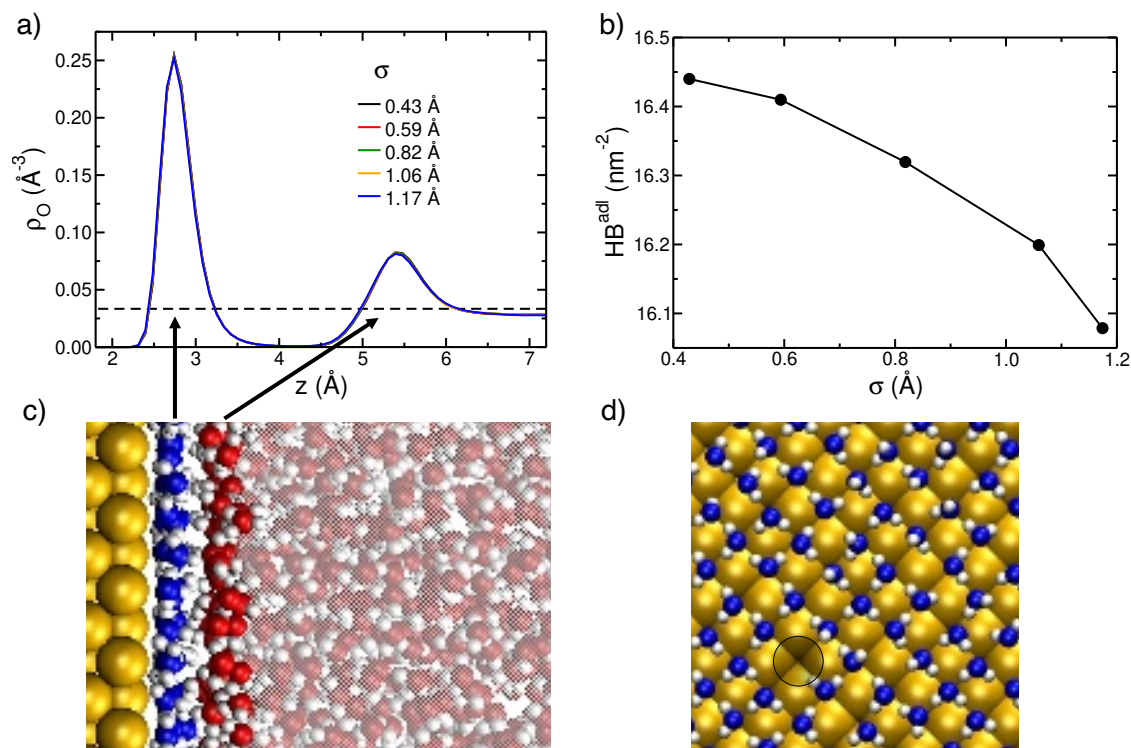 a)
0.25
0.20
0.15
0.10
0.05
0.00
ρO (Å-3)
2 3 4 5 6 7
z (Å)
σ
0.43 Å
0.59 Å
0.82 Å
1.06 Å
1.17 Å
b)
16.5
16.4
16.3
16.2
16.1
HBadl (nm-2)
0.4 0.6 0.8 1.0 1.2
σ (Å)
c)
d)